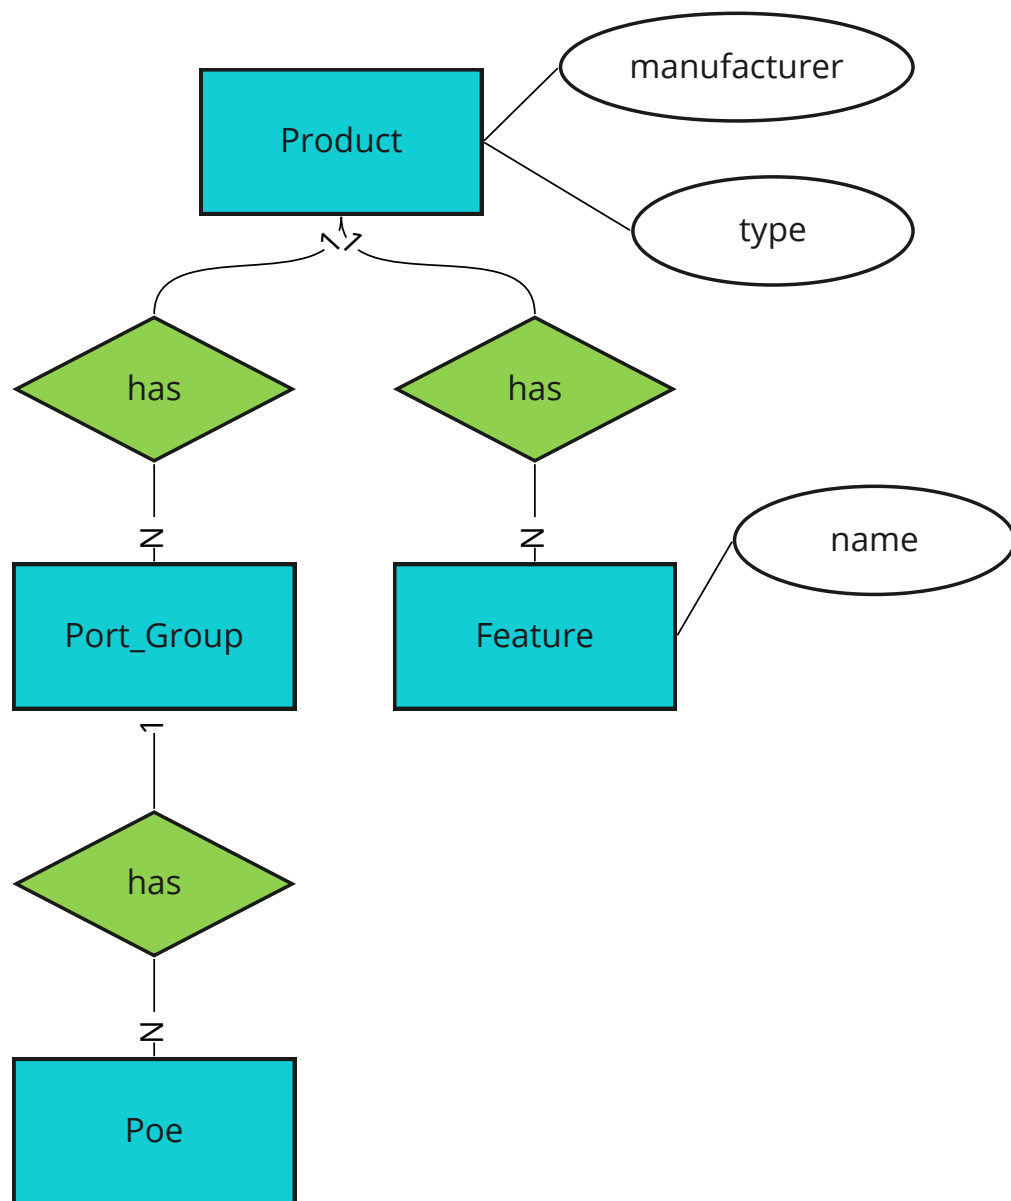 manufacturer
Product
type
1
1
has
has
N
N
name
Port_Group
Feature
1
has
N
Poe